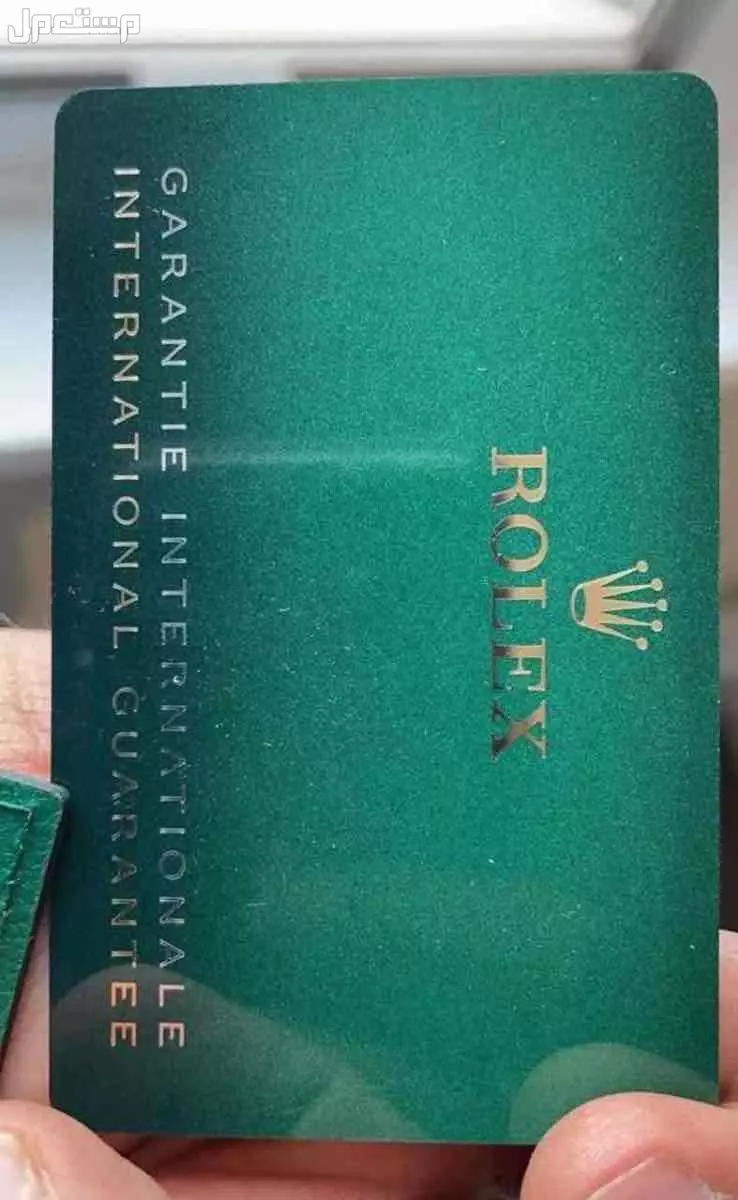 مستعمل
ROLEX
GARANTIE INTERNATIONALE
INTERNATIONAL GUARANTEE